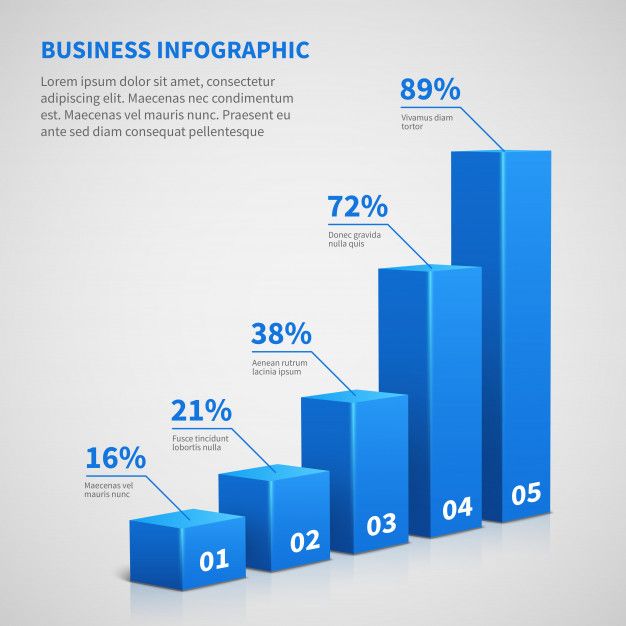 BUSINESS INFOGRAPHIC
Lorem ipsum dolor sit amet, consectetur
adipiscing elit. Maecenas nec condimentum
est. Maecenas vel mauris nunc. Praesent eu
ante sed diam consequat pellentesque
89%
Vivamus diam
tortor
72%
Donec gravida
nulla quis
38%
Aenean rutrum
lacinia ipsum
21%
Fusce tincidunt
lobortis nulla
16%
Maecenas vel
mauris nunc
01
02
03
04
05